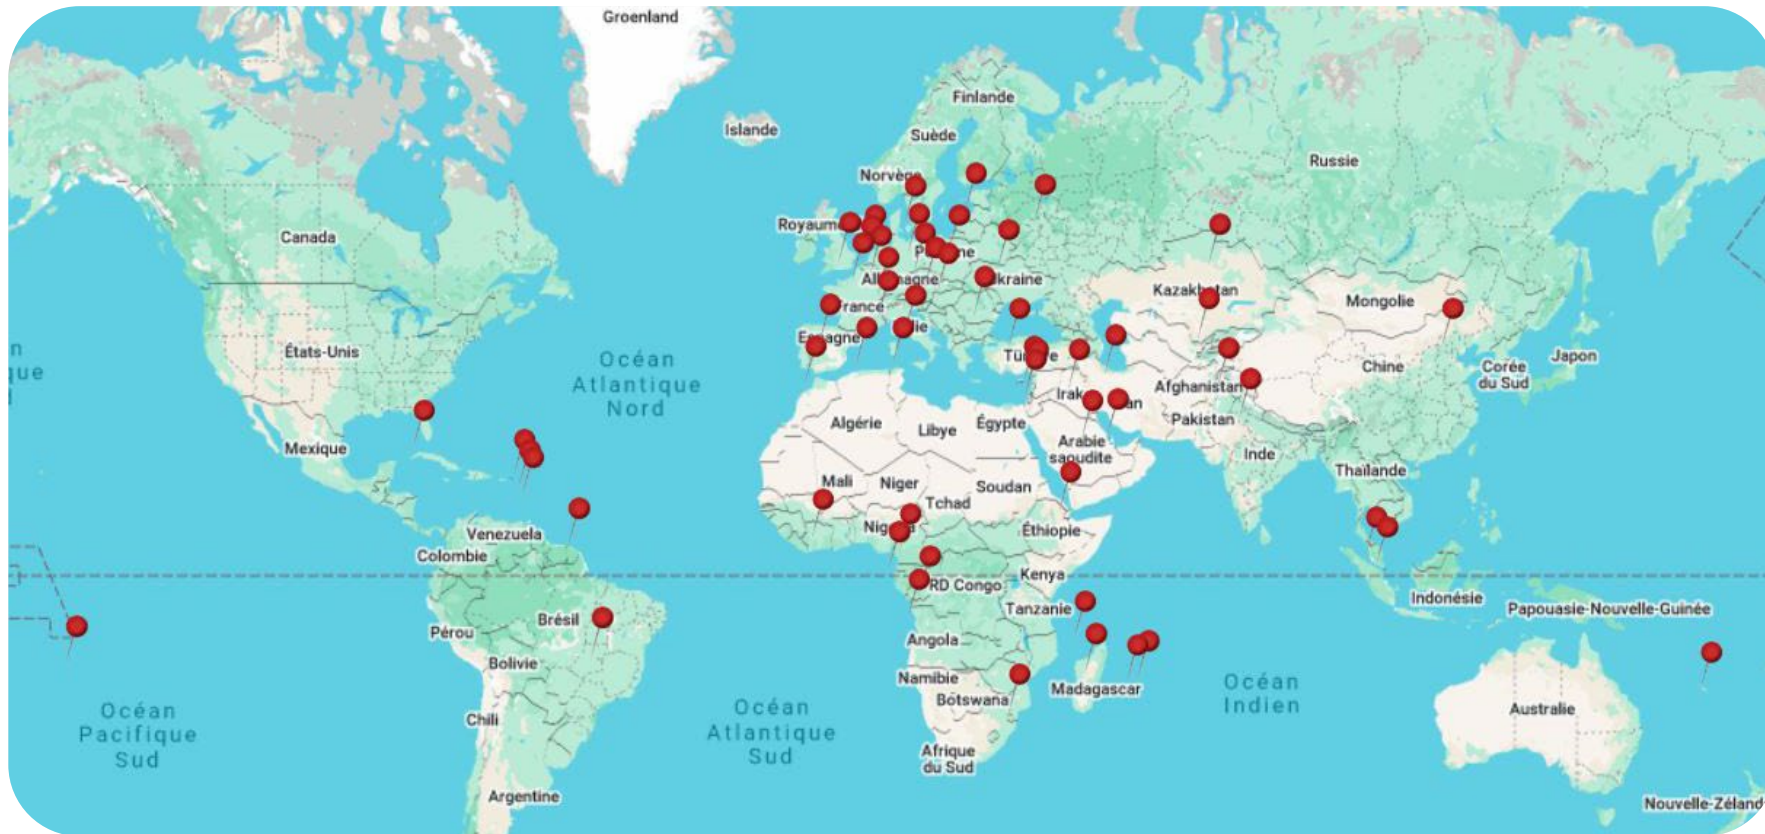 Groenland
Finlande
Islande
Suède
Russie
Norvège
Royaum
Canada
Ukraine
Kazakhstan
Mongolie
France
Espagne
États-Unis
Océan
Atlantique
Nord
Chine
Corée
du Sud
Japon
Afghanistan
Irak
Pakistan
Mexique
Algérie
Libye
Égypte
Arabie
saoudite
Inde
Thaïlande
Mali
Niger
Tchad
Soudan
Éthiopie
Venezuela
Colombie
RD Congo
Kenya
Tanzanie
Indonésie
Papouasie-Nouvelle-Guinée
Brésil
Pérou
Bolivie
Angola
Namibie
Botswana
Madagascar
Océan
Indien
Australie
Océan
Pacifique
Sud
Chili
Océan
Atlantique
Sud
Afrique
du Sud
Argentine
Nouvelle-Zéland